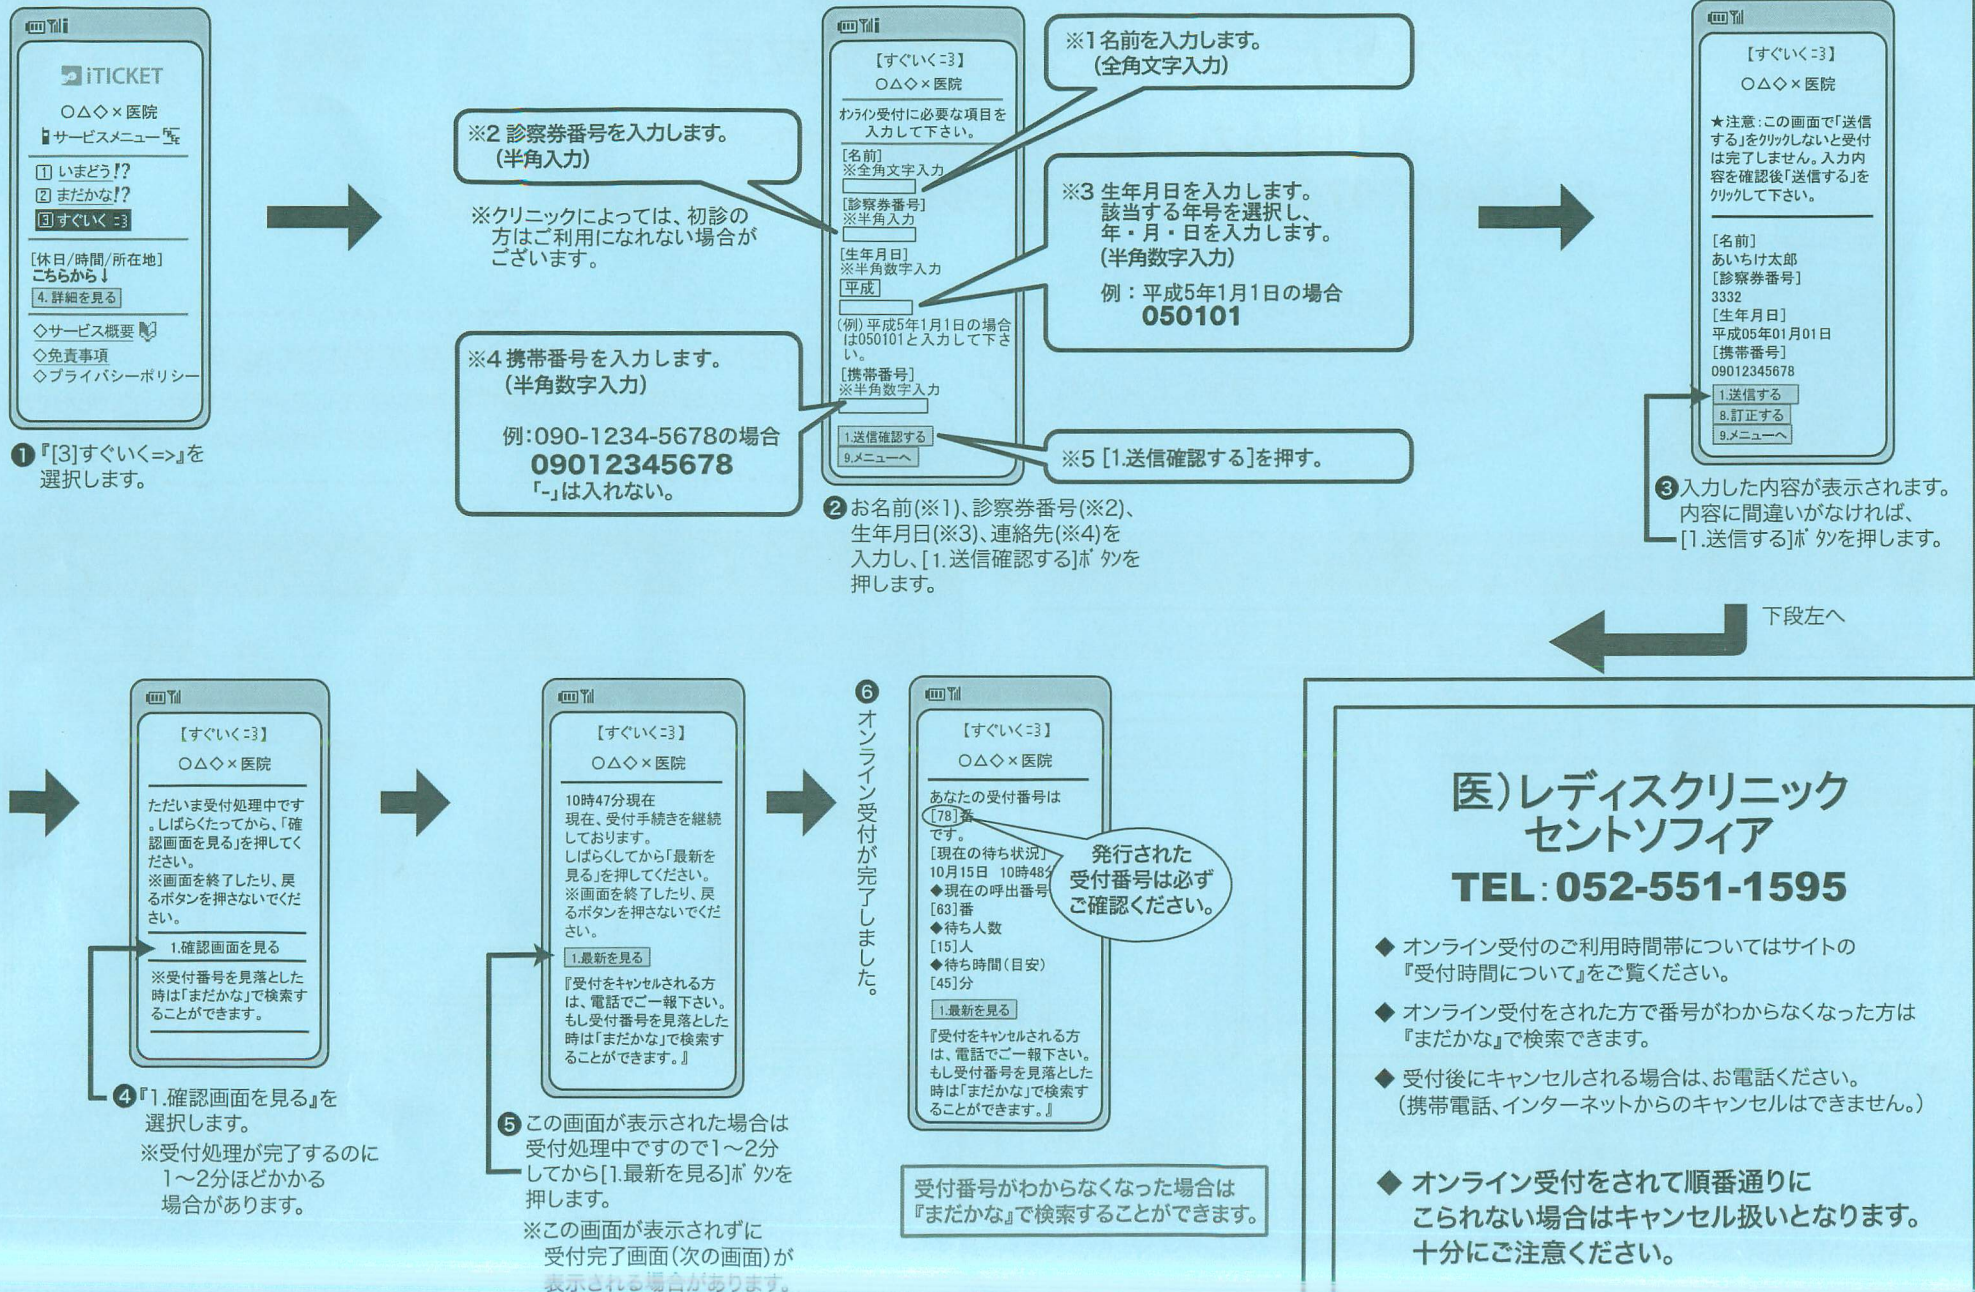 iTICKET
〇△◇×医院
サービスメニュー
1 いまどう!?
2 まだかな!?
3 すぐいく =3
[休日/時間/所在地]
こちらから↓
4.詳細を見る
◇サービス概要
◇免責事項
◇プライバシーポリシー
❶『[3]すぐいく=>』を
選択します。
※2 診察券番号を入力します。
(半角入力)
※クリニックによっては、初診の
方はご利用になれない場合が
ございます。
※4 携帯番号を入力します。
(半角数字入力)
例:090-1234-5678の場合
09012345678
「-」は入れない。
【すぐいく=3】
〇△◇×医院
オンライン受付に必要な項目を
入力して下さい。
[名前]
※全角文字入力
[診察券番号]
※半角入力
[生年月日]
※半角数字入力
平成
(例)平成5年1月1日の場合
は050101と入力して下さ
い。
[携帯番号]
※半角数字入力
1.送信確認する
9.メニューへ
※1 名前を入力します。
(全角文字入力)
※3 生年月日を入力します。
該当する年号を選択し、
年・月・日を入力します。
(半角数字入力)
例:平成5年1月1日の場合
050101
※5 [1.送信確認する]を押す。
❷お名前(※1)、診察券番号(※2)、
生年月日(※3)、連絡先(※4)を
入力し、[1.送信確認する]ボタンを
押します。
【すぐいく=3】
〇△◇×医院
★注意:この画面で「送信
する」をクリックしないと受付
は完了しません。入力内
容を確認後「送信する」を
クリックして下さい。
[名前]
あいちけ太郎
[診察券番号]
3332
[生年月日]
平成05年01月01日
[携帯番号]
09012345678
1.送信する
8.訂正する
9.メニューへ
❸入力した内容が表示されます。
内容に間違いがなければ、
[1.送信する]ボタンを押します。
下段左へ
【すぐいく=3】
〇△◇×医院
ただいま受付処理中です
。しばらくたってから、「確
認画面を見る」を押してく
ださい。
※画面を終了したり、戻
るボタンを押さないでくだ
さい。
1.確認画面を見る
※受付番号を見落とした
時は「まだかな」で検索す
ることができます。
❹『1.確認画面を見る』を
選択します。
※受付処理が完了するのに
1～2分ほどかかる
場合があります。
【すぐいく=3】
〇△◇×医院
10時47分現在
現在、受付手続きを継続
しております。
しばらくしてから「最新を
見る」を押してください。
※画面を終了したり、戻
るボタンを押さないでくだ
さい。
1.最新を見る
『受付をキャンセルされる方
は、電話でご一報下さい。
もし受付番号を見落とした
時は「まだかな」で検索す
ることができます。』
❺この画面が表示された場合は
受付処理中ですので1～2分
してから[1.最新を見る]ボタンを
押します。
※この画面が表示されずに
受付完了画面(次の画面)が
表示される場合があります。
❻オンライン受付が完了しました。
【すぐいく=3】
〇△◇×医院
あなたの受付番号は
[78]番
です。
[現在の待ち状況]
10月15日 10時48分
◆現在の呼出番号
[63]番
◆待ち人数
[15]人
◆待ち時間(目安)
[45]分
1.最新を見る
『受付をキャンセルされる方
は、電話でご一報下さい。
もし受付番号を見落とした
時は「まだかな」で検索す
ることができます。』
発行された
受付番号は必ず
ご確認ください。
受付番号がわからなくなった場合は
『まだかな』で検索することができます。
医)レディスクリニック
セントソフィア
TEL:052-551-1595
◆ オンライン受付のご利用時間帯についてはサイトの
『受付時間について』をご覧ください。
◆ オンライン受付をされた方で番号がわからなくなった方は
『まだかな』で検索できます。
◆ 受付後にキャンセルされる場合は、お電話ください。
(携帯電話、インターネットからのキャンセルはできません。)
◆ オンライン受付をされて順番通りに
こられない場合はキャンセル扱いとなります。
十分にご注意ください。